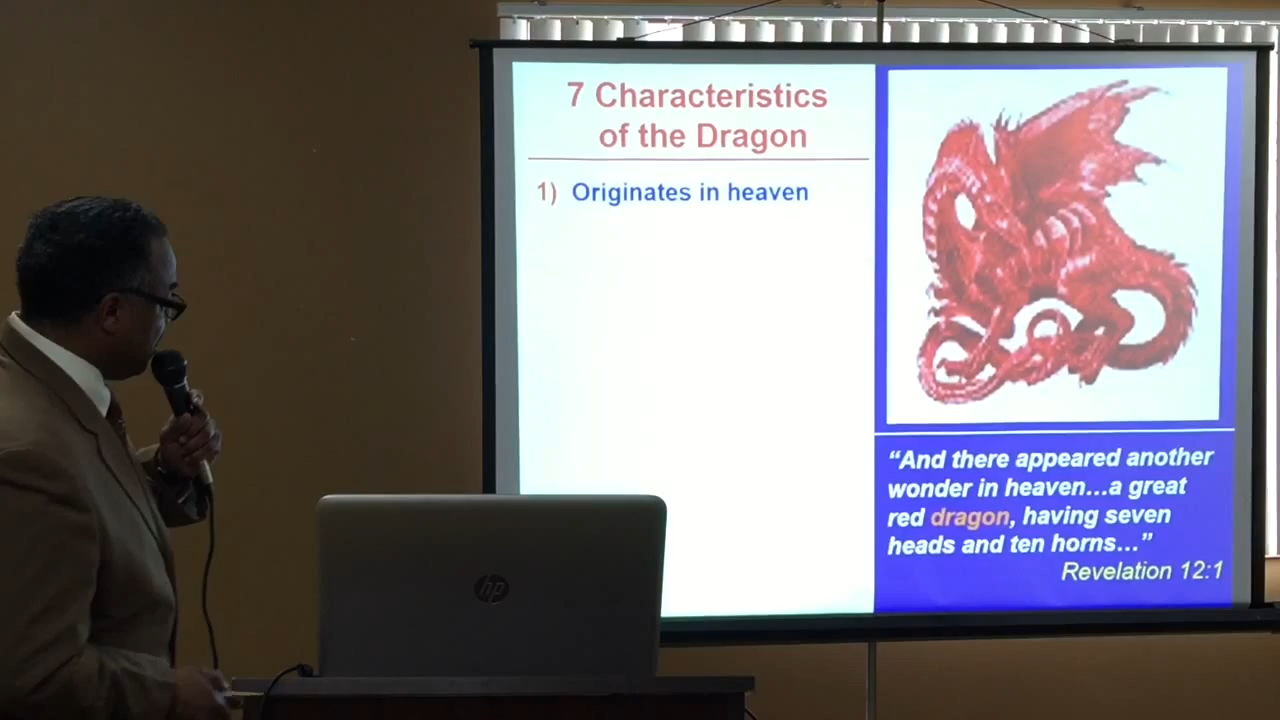 7 Characteristics
of the Dragon
1) Originates in heaven
“And there appeared another
wonder in heaven…a great
red dragon, having seven
heads and ten horns…”
Revelation 12:1
hp